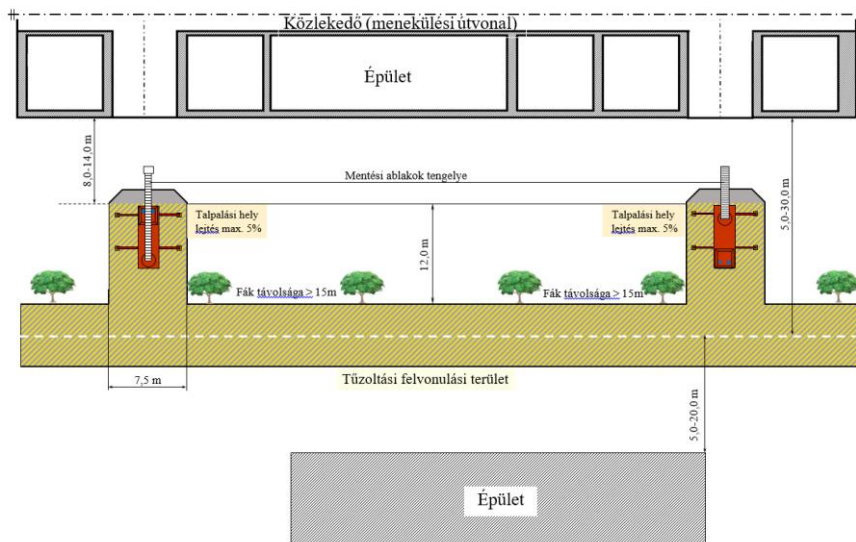 Közlekedő (menekülési útvonal)
Épület
8,0-14,0 m
Mentési ablakok tengelye
5,0-30,0 m
Talpalási hely
lejtés max. 5%
Talpalási hely
lejtés max. 5%
12,0 m
Fák távolsága ≥ 15m
Fák távolsága ≥ 15m
7,5 m
Tűzoltási felvonulási terület
5,0-20,0 m
Épület